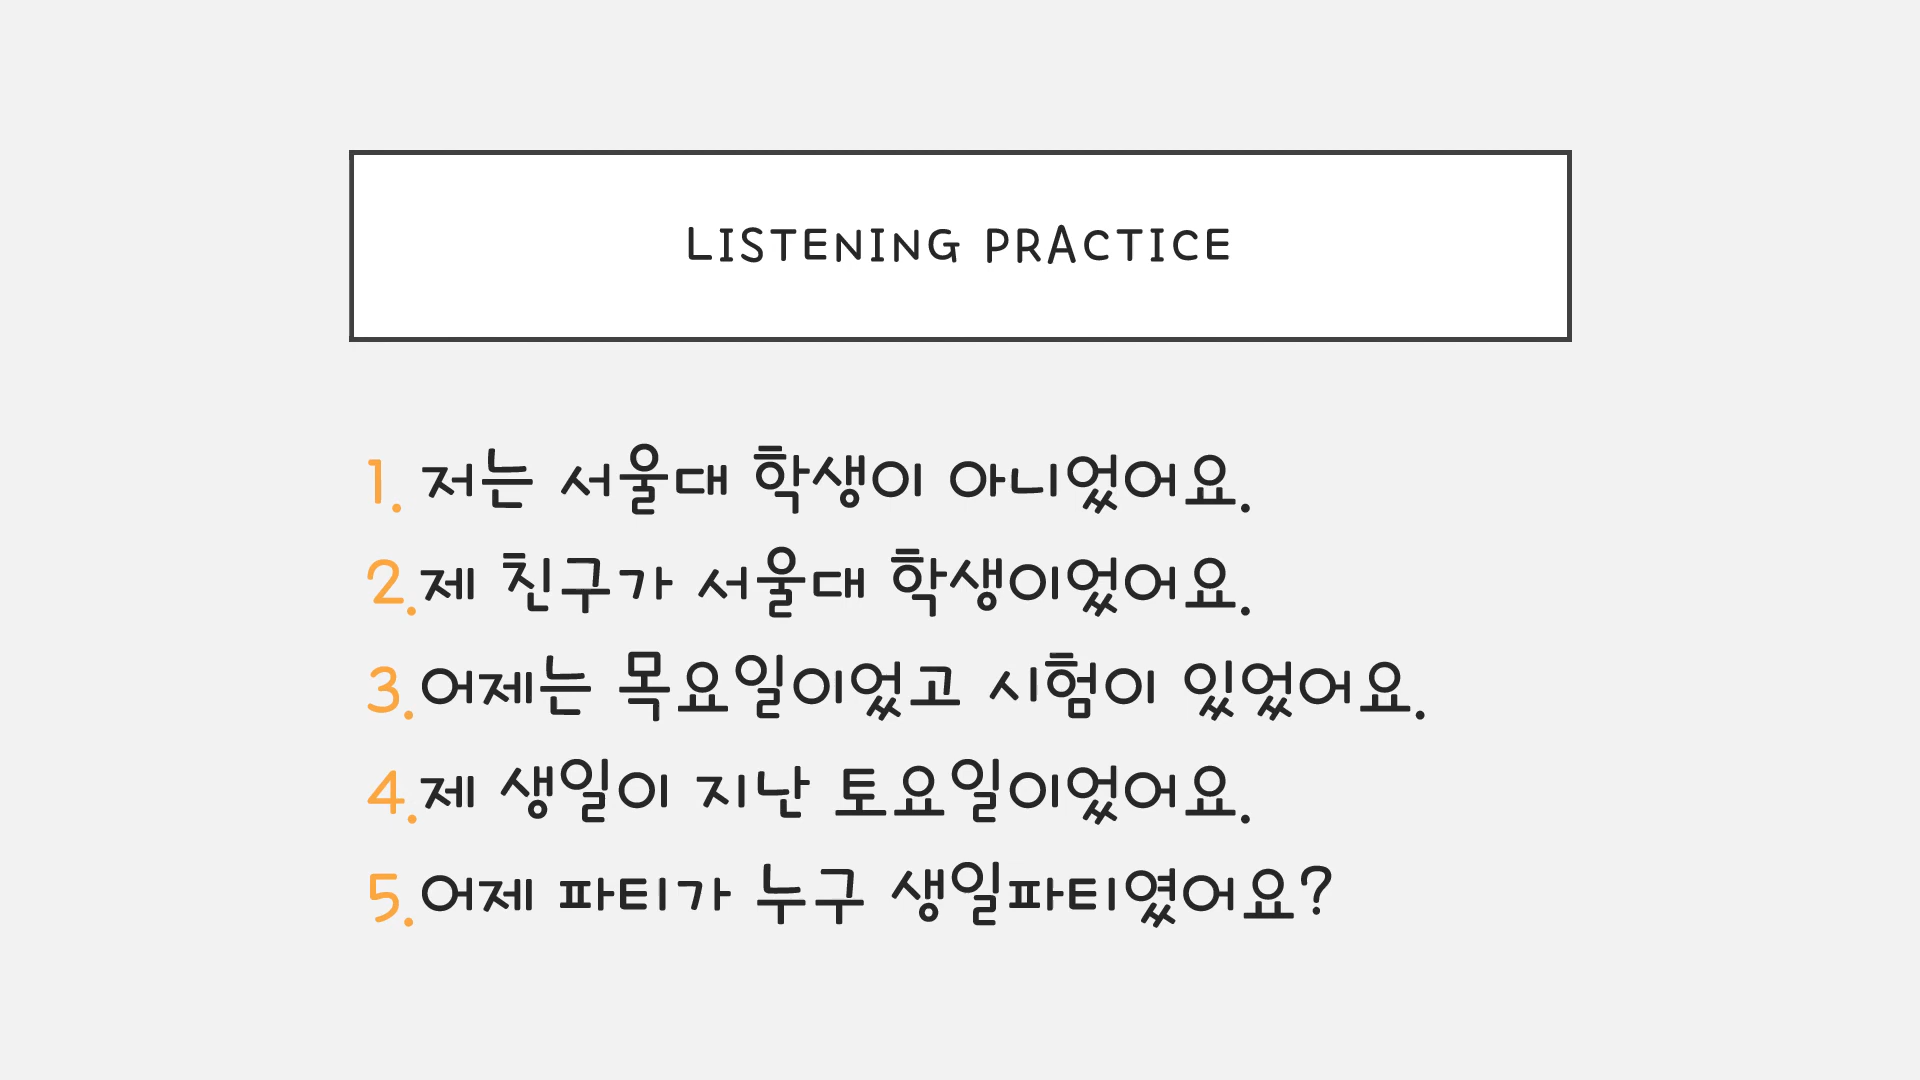 LISTENING PRACTICE
1. 저는 서울대 학생이 아니었어요.
2. 제 친구가 서울대 학생이었어요.
3. 어제는 목요일이었고 시험이 있었어요.
4. 제 생일이 지난 토요일이었어요.
5. 어제 파티가 누구 생일파티였어요?